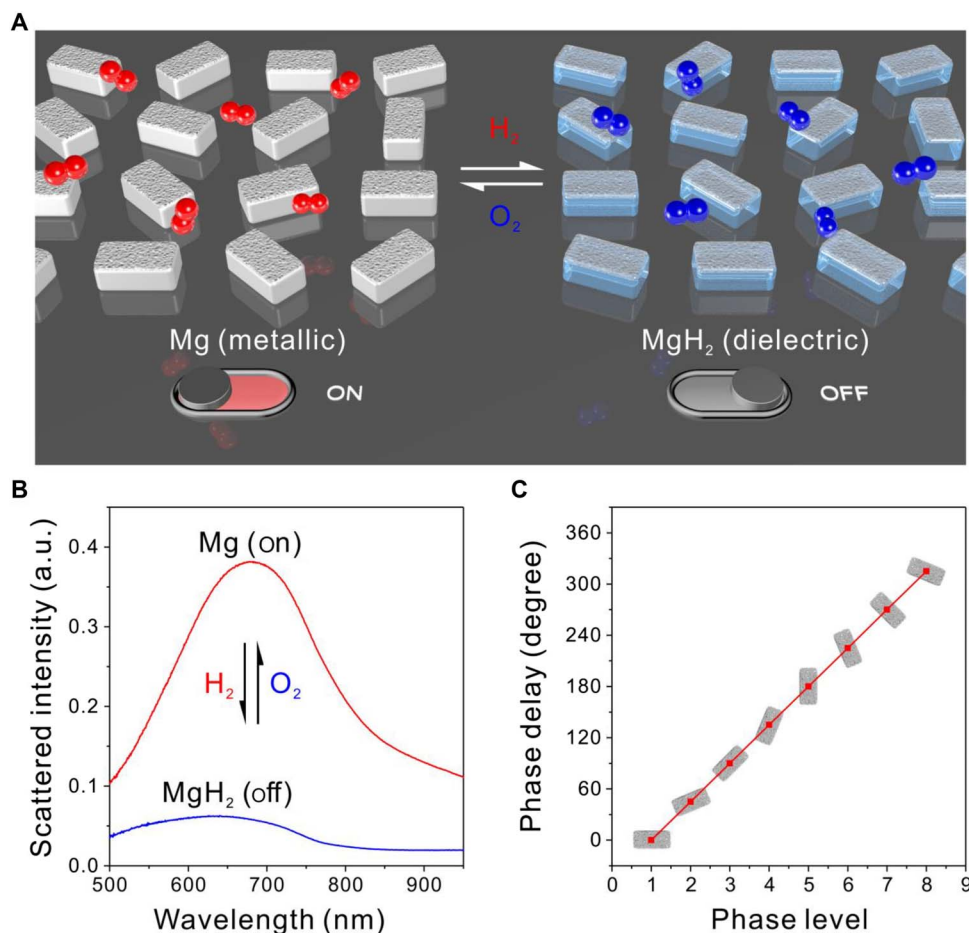 A
H₂
O₂
Mg (metallic)
MgH₂ (dielectric)
ON
OFF
B
Scattered intensity (a.u.)
0.4
0.3
0.2
0.1
0.0
Mg (on)
H₂
O₂
MgH₂ (off)
500
600
700
800
900
Wavelength (nm)
C
Phase delay (degree)
360
300
240
180
120
60
0
0
1
2
3
4
5
6
7
8
9
Phase level